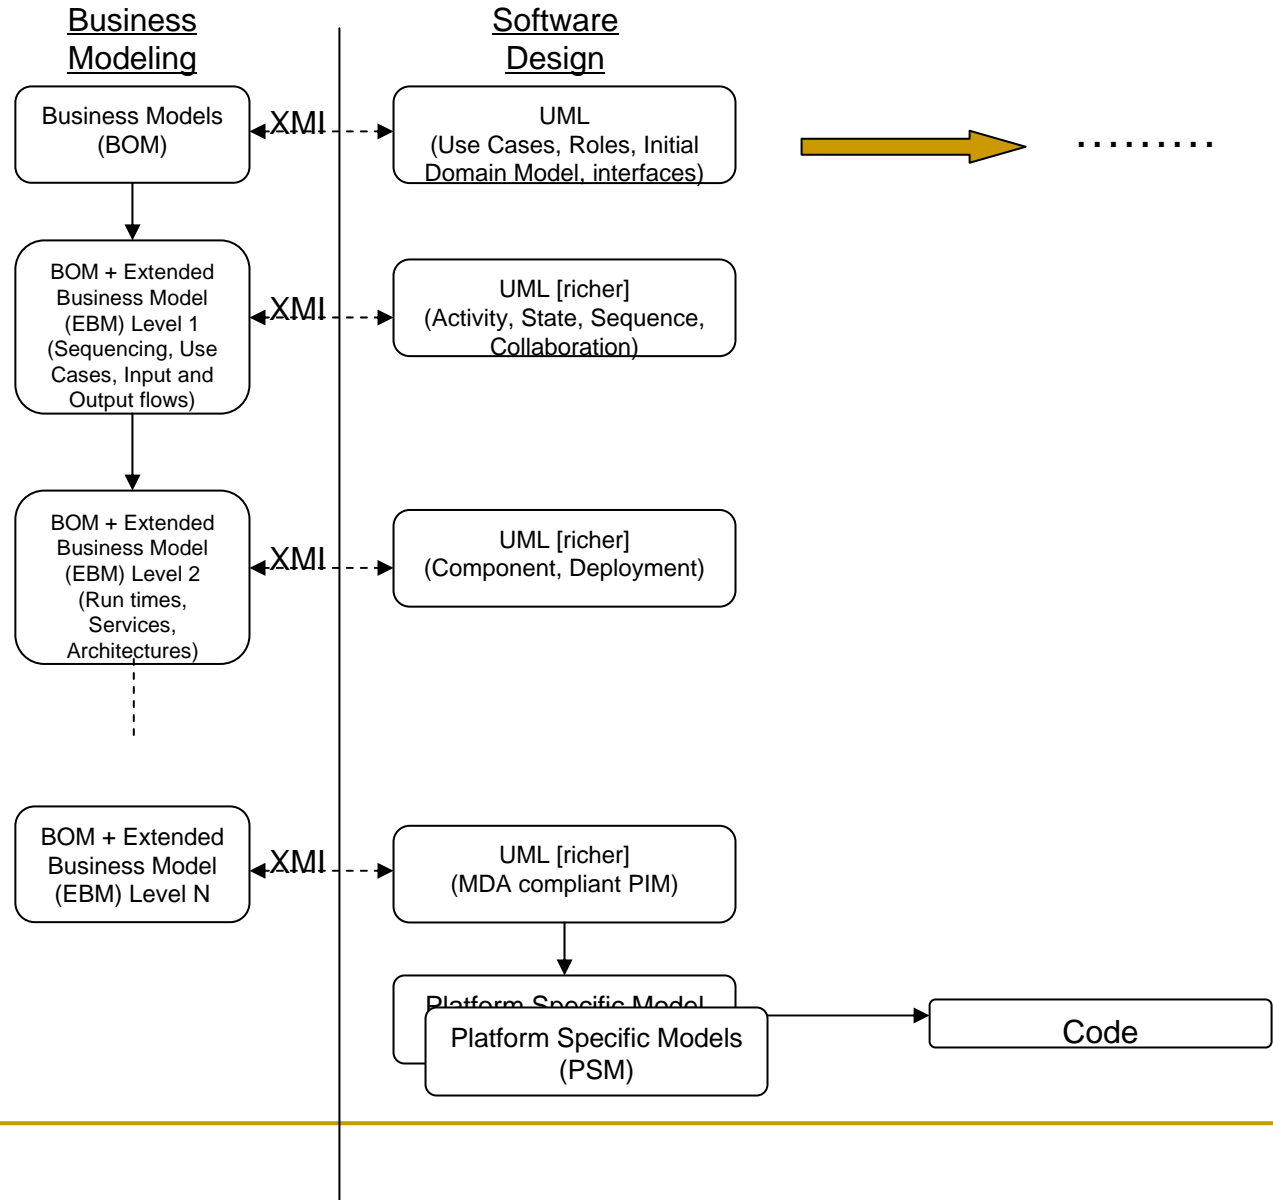 Business
Modeling
Software
Design
Business Models
(BOM)
XMI
UML
(Use Cases, Roles, Initial
Domain Model, interfaces)
.........
BOM + Extended
Business Model
(EBM) Level 1
(Sequencing, Use
Cases, Input and
Output flows)
XMI
UML [richer]
(Activity, State, Sequence,
Collaboration)
BOM + Extended
Business Model
(EBM) Level 2
(Run times,
Services,
Architectures)
XMI
UML [richer]
(Component, Deployment)
BOM + Extended
Business Model
(EBM) Level N
XMI
UML [richer]
(MDA compliant PIM)
Platform Specific Model
Platform Specific Models
(PSM)
Code